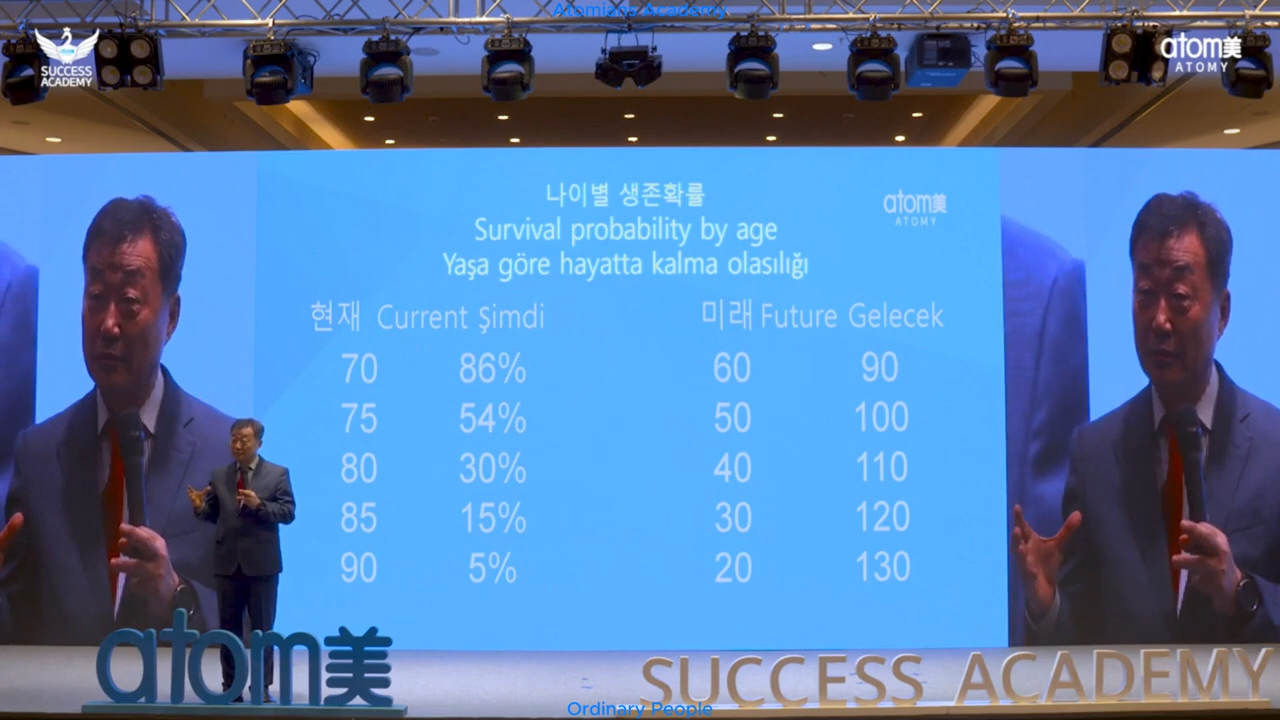 Atomians Academy
SUCCESS
ACADEMY
atom美
ATOMY
나이별 생존확률
Survival probability by age
Yaşa göre hayatta kalma olasılığı
atom美
ATOMY
현재 Current Şimdi
미래 Future Gelecek
70 86% 60 90
75 54% 50 100
80 30% 40 110
85 15% 30 120
90 5% 20 130
atom美
SUCCESS ACADEMY
Ordinary People